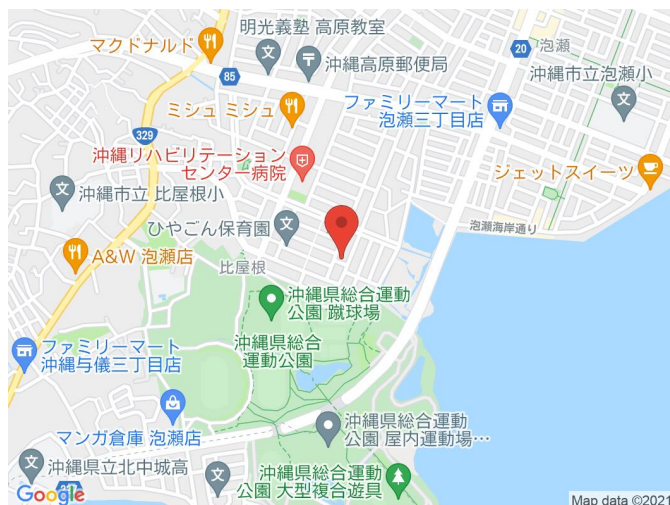 マクドナルド
明光義塾 高原教室
20
泡瀬
沖縄高原郵便局
85
沖縄市立泡瀬小
ミシュ ミシュ
ファミリーマート
泡瀬三丁目店
329
沖縄リハビリテーション
センター病院
ジェットスイーツ
沖縄市立 比屋根小
ひやごん保育園
泡瀬海岸通り
A&W 泡瀬店
比屋根
沖縄県総合運動
公園 蹴球場
沖縄県総合
運動公園
ファミリーマート
沖縄与儀三丁目店
マンガ倉庫 泡瀬店
沖縄県総合運動
公園 屋内運動場…
沖縄県立北中城高
沖縄県総合運動
公園 大型複合遊具
Google
Map data ©2021